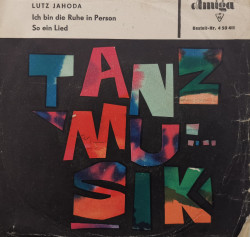 LUTZ JAHODA
Ich bin die Ruhe in Person
So ein Lied
Amiga
TANZ
MU-
SIK